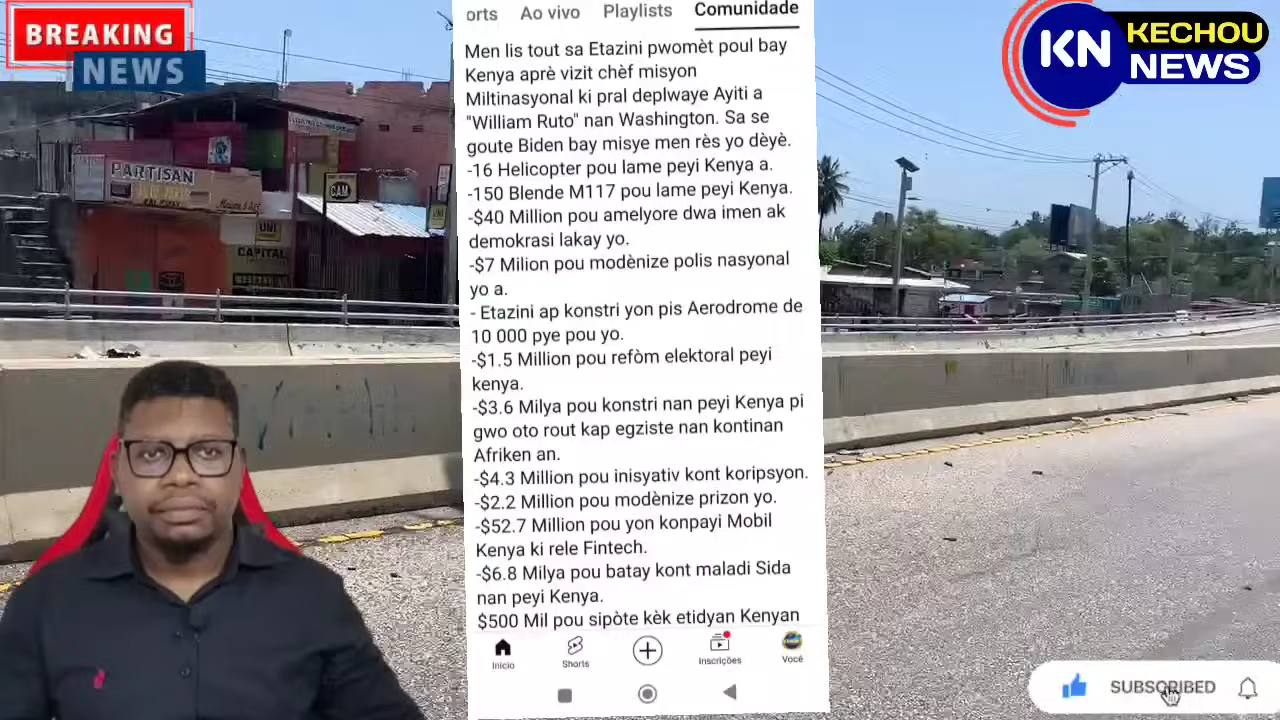 BREAKING
NEWS
KN
KECHOU
NEWS
PARTISAN
CAM
UNI
CAPITAL
orts Ao vivo Playlists Comunidade
Men lis tout sa Etazini pwomèt poul bay
Kenya aprè vizit chèf misyon
Miltinasyonal ki pral deplwaye Ayiti a
"William Ruto" nan Washington. Sa se
goute Biden bay misye men rès yo dèyè.
-16 Helicopter pou lame peyi Kenya a.
-150 Blende M117 pou lame peyi Kenya.
-$40 Million pou amelyore dwa imen ak
demokrasi lakay yo.
-$7 Milion pou modènize polis nasyonal
yo a.
- Etazini ap konstri yon pis Aerodrome de
10 000 pye pou yo.
-$1.5 Million pou refòm elektoral peyi
kenya.
-$3.6 Milya pou konstri nan peyi Kenya pi
gwo oto rout kap egziste nan kontinan
Afriken an.
-$4.3 Million pou inisyativ kont koripsyon.
-$2.2 Million pou modènize prizon yo.
-$52.7 Million pou yon konpayi Mobil
Kenya ki rele Fintech.
-$6.8 Milya pou batay kont maladi Sida
nan peyi Kenya.
$500 Mil pou sipòte kèk etidyan Kenyan
Início Shorts Inscrições Você
SUBSCRIBED